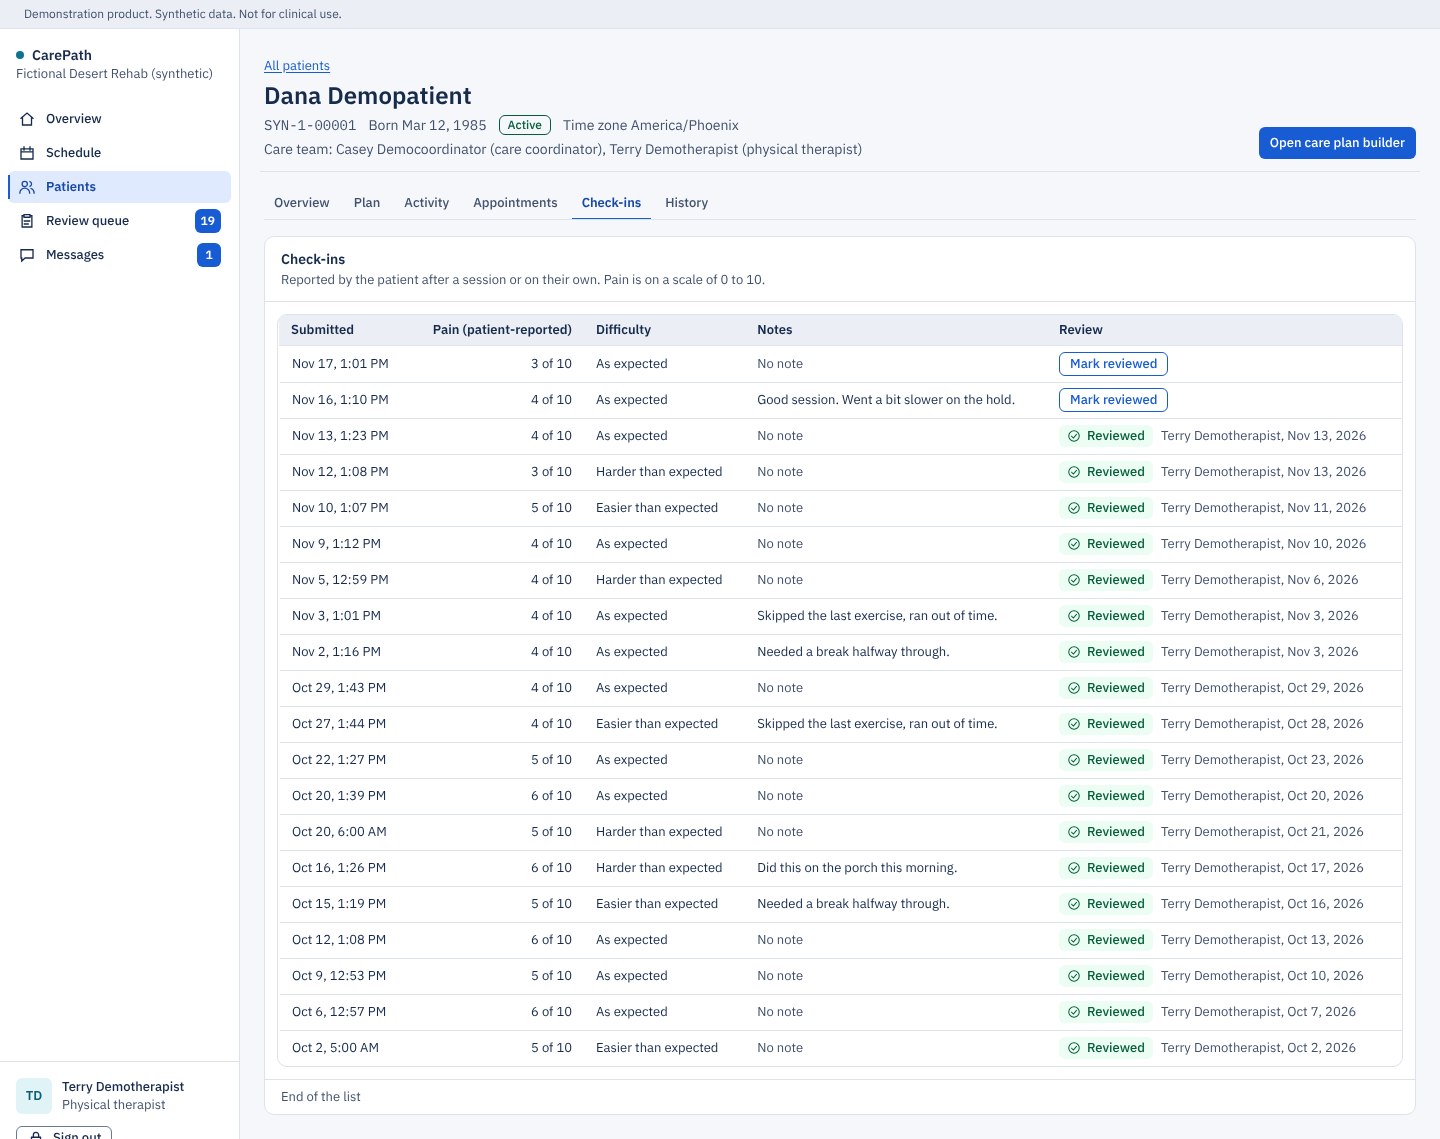 Demonstration product. Synthetic data. Not for clinical use.
CarePath
Fictional Desert Rehab (synthetic)
Overview
Schedule
Patients
Review queue 19
Messages 1
Terry Demotherapist
TD
Physical therapist
Sign out
All patients
Dana Demopatient
SYN-1-00001 Born Mar 12, 1985 Active Time zone America/Phoenix
Care team: Casey Democoordinator (care coordinator), Terry Demotherapist (physical therapist)
Open care plan builder
Overview Plan Activity Appointments Check-ins History
Check-ins
Reported by the patient after a session or on their own. Pain is on a scale of 0 to 10.
Submitted Pain (patient-reported) Difficulty Notes Review
Nov 17, 1:01 PM 3 of 10 As expected No note Mark reviewed
Nov 16, 1:10 PM 4 of 10 As expected Good session. Went a bit slower on the hold. Mark reviewed
Nov 13, 1:23 PM 4 of 10 As expected No note Reviewed Terry Demotherapist, Nov 13, 2026
Nov 12, 1:08 PM 3 of 10 Harder than expected No note Reviewed Terry Demotherapist, Nov 13, 2026
Nov 10, 1:07 PM 5 of 10 Easier than expected No note Reviewed Terry Demotherapist, Nov 11, 2026
Nov 9, 1:12 PM 4 of 10 As expected No note Reviewed Terry Demotherapist, Nov 10, 2026
Nov 5, 12:59 PM 4 of 10 Harder than expected No note Reviewed Terry Demotherapist, Nov 6, 2026
Nov 3, 1:01 PM 4 of 10 As expected Skipped the last exercise, ran out of time. Reviewed Terry Demotherapist, Nov 3, 2026
Nov 2, 1:16 PM 4 of 10 As expected Needed a break halfway through. Reviewed Terry Demotherapist, Nov 3, 2026
Oct 29, 1:43 PM 4 of 10 As expected No note Reviewed Terry Demotherapist, Oct 29, 2026
Oct 27, 1:44 PM 4 of 10 Easier than expected Skipped the last exercise, ran out of time. Reviewed Terry Demotherapist, Oct 28, 2026
Oct 22, 1:27 PM 5 of 10 As expected No note Reviewed Terry Demotherapist, Oct 23, 2026
Oct 20, 1:39 PM 6 of 10 As expected No note Reviewed Terry Demotherapist, Oct 20, 2026
Oct 20, 6:00 AM 5 of 10 Harder than expected No note Reviewed Terry Demotherapist, Oct 21, 2026
Oct 16, 1:26 PM 6 of 10 Harder than expected Did this on the porch this morning. Reviewed Terry Demotherapist, Oct 17, 2026
Oct 15, 1:19 PM 5 of 10 Easier than expected Needed a break halfway through. Reviewed Terry Demotherapist, Oct 16, 2026
Oct 12, 1:08 PM 6 of 10 As expected No note Reviewed Terry Demotherapist, Oct 13, 2026
Oct 9, 12:53 PM 5 of 10 As expected No note Reviewed Terry Demotherapist, Oct 10, 2026
Oct 6, 12:57 PM 6 of 10 As expected No note Reviewed Terry Demotherapist, Oct 7, 2026
Oct 2, 5:00 AM 5 of 10 Easier than expected No note Reviewed Terry Demotherapist, Oct 2, 2026
End of the list